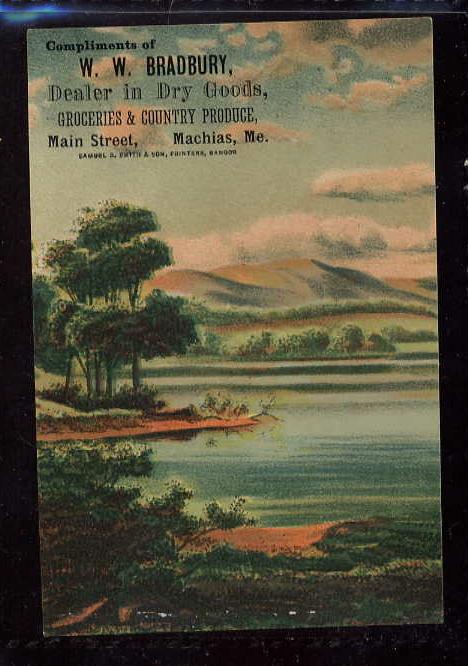 Compliments of
W. W. BRADBURY,
Dealer in Dry Goods,
GROCERIES & COUNTRY PRODUCE,
Main Street, Machias, Me.
SAMUEL S. SMITH & SON, PRINTERS, BANGOR